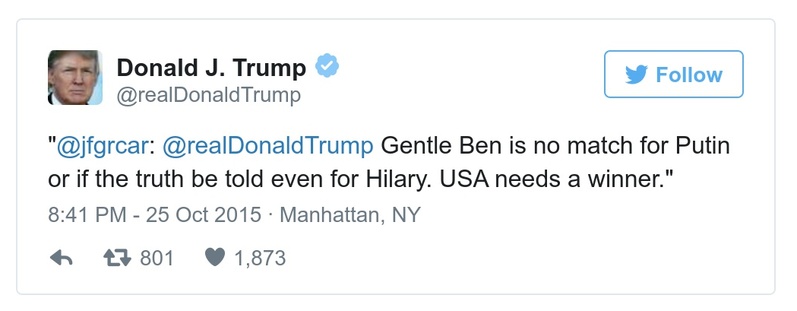 Donald J. Trump
@realDonaldTrump
Follow
"@jfgrcar: @realDonaldTrump Gentle Ben is no match for Putin
or if the truth be told even for Hilary. USA needs a winner."
8:41 PM - 25 Oct 2015 · Manhattan, NY
801 1,873